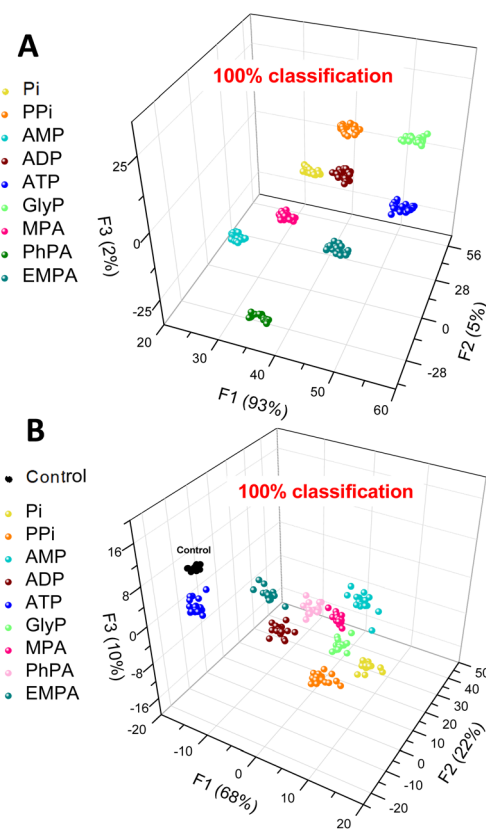 A
100% classification
Pi
PPi
AMP
ADP
ATP
GlyP
MPA
PhPA
EMPA
25
0
-25
F3 (2%)
20
30
40
50
60
F1 (93%)
56
28
0
-28
F2 (5%)
B
100% classification
Control
Control
Pi
PPi
AMP
ADP
ATP
GlyP
MPA
PhPA
EMPA
16
8
0
-8
-16
F3 (10%)
-20
-10
0
10
20
F1 (68%)
50
40
30
20
10
0
-10
-20
F2 (22%)